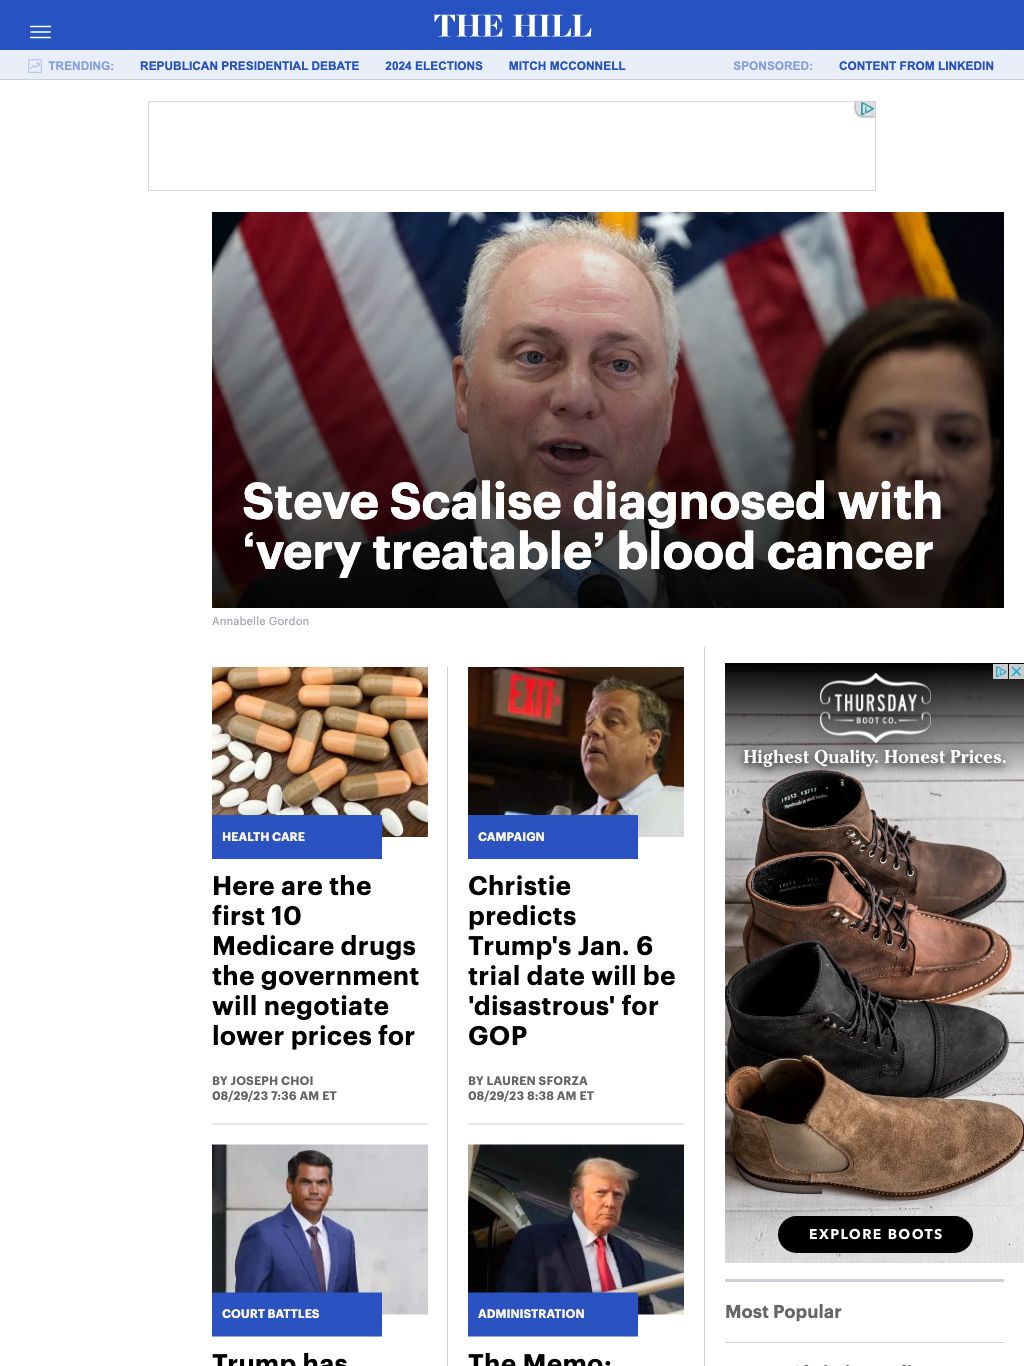 THE HILL
TRENDING: REPUBLICAN PRESIDENTIAL DEBATE 2024 ELECTIONS MITCH MCCONNELL SPONSORED: CONTENT FROM LINKEDIN
Steve Scalise diagnosed with
‘very treatable’ blood cancer
Annabelle Gordon
HEALTH CARE
Here are the
first 10
Medicare drugs
the government
will negotiate
lower prices for
BY JOSEPH CHOI
08/29/23 7:36 AM ET
EXIT
CAMPAIGN
Christie
predicts
Trump's Jan. 6
trial date will be
'disastrous' for
GOP
BY LAUREN SFORZA
08/29/23 8:38 AM ET
COURT BATTLES
Trump has
ADMINISTRATION
The Memo:
THURSDAY
BOOT CO.
Highest Quality. Honest Prices.
EXPLORE BOOTS
Most Popular